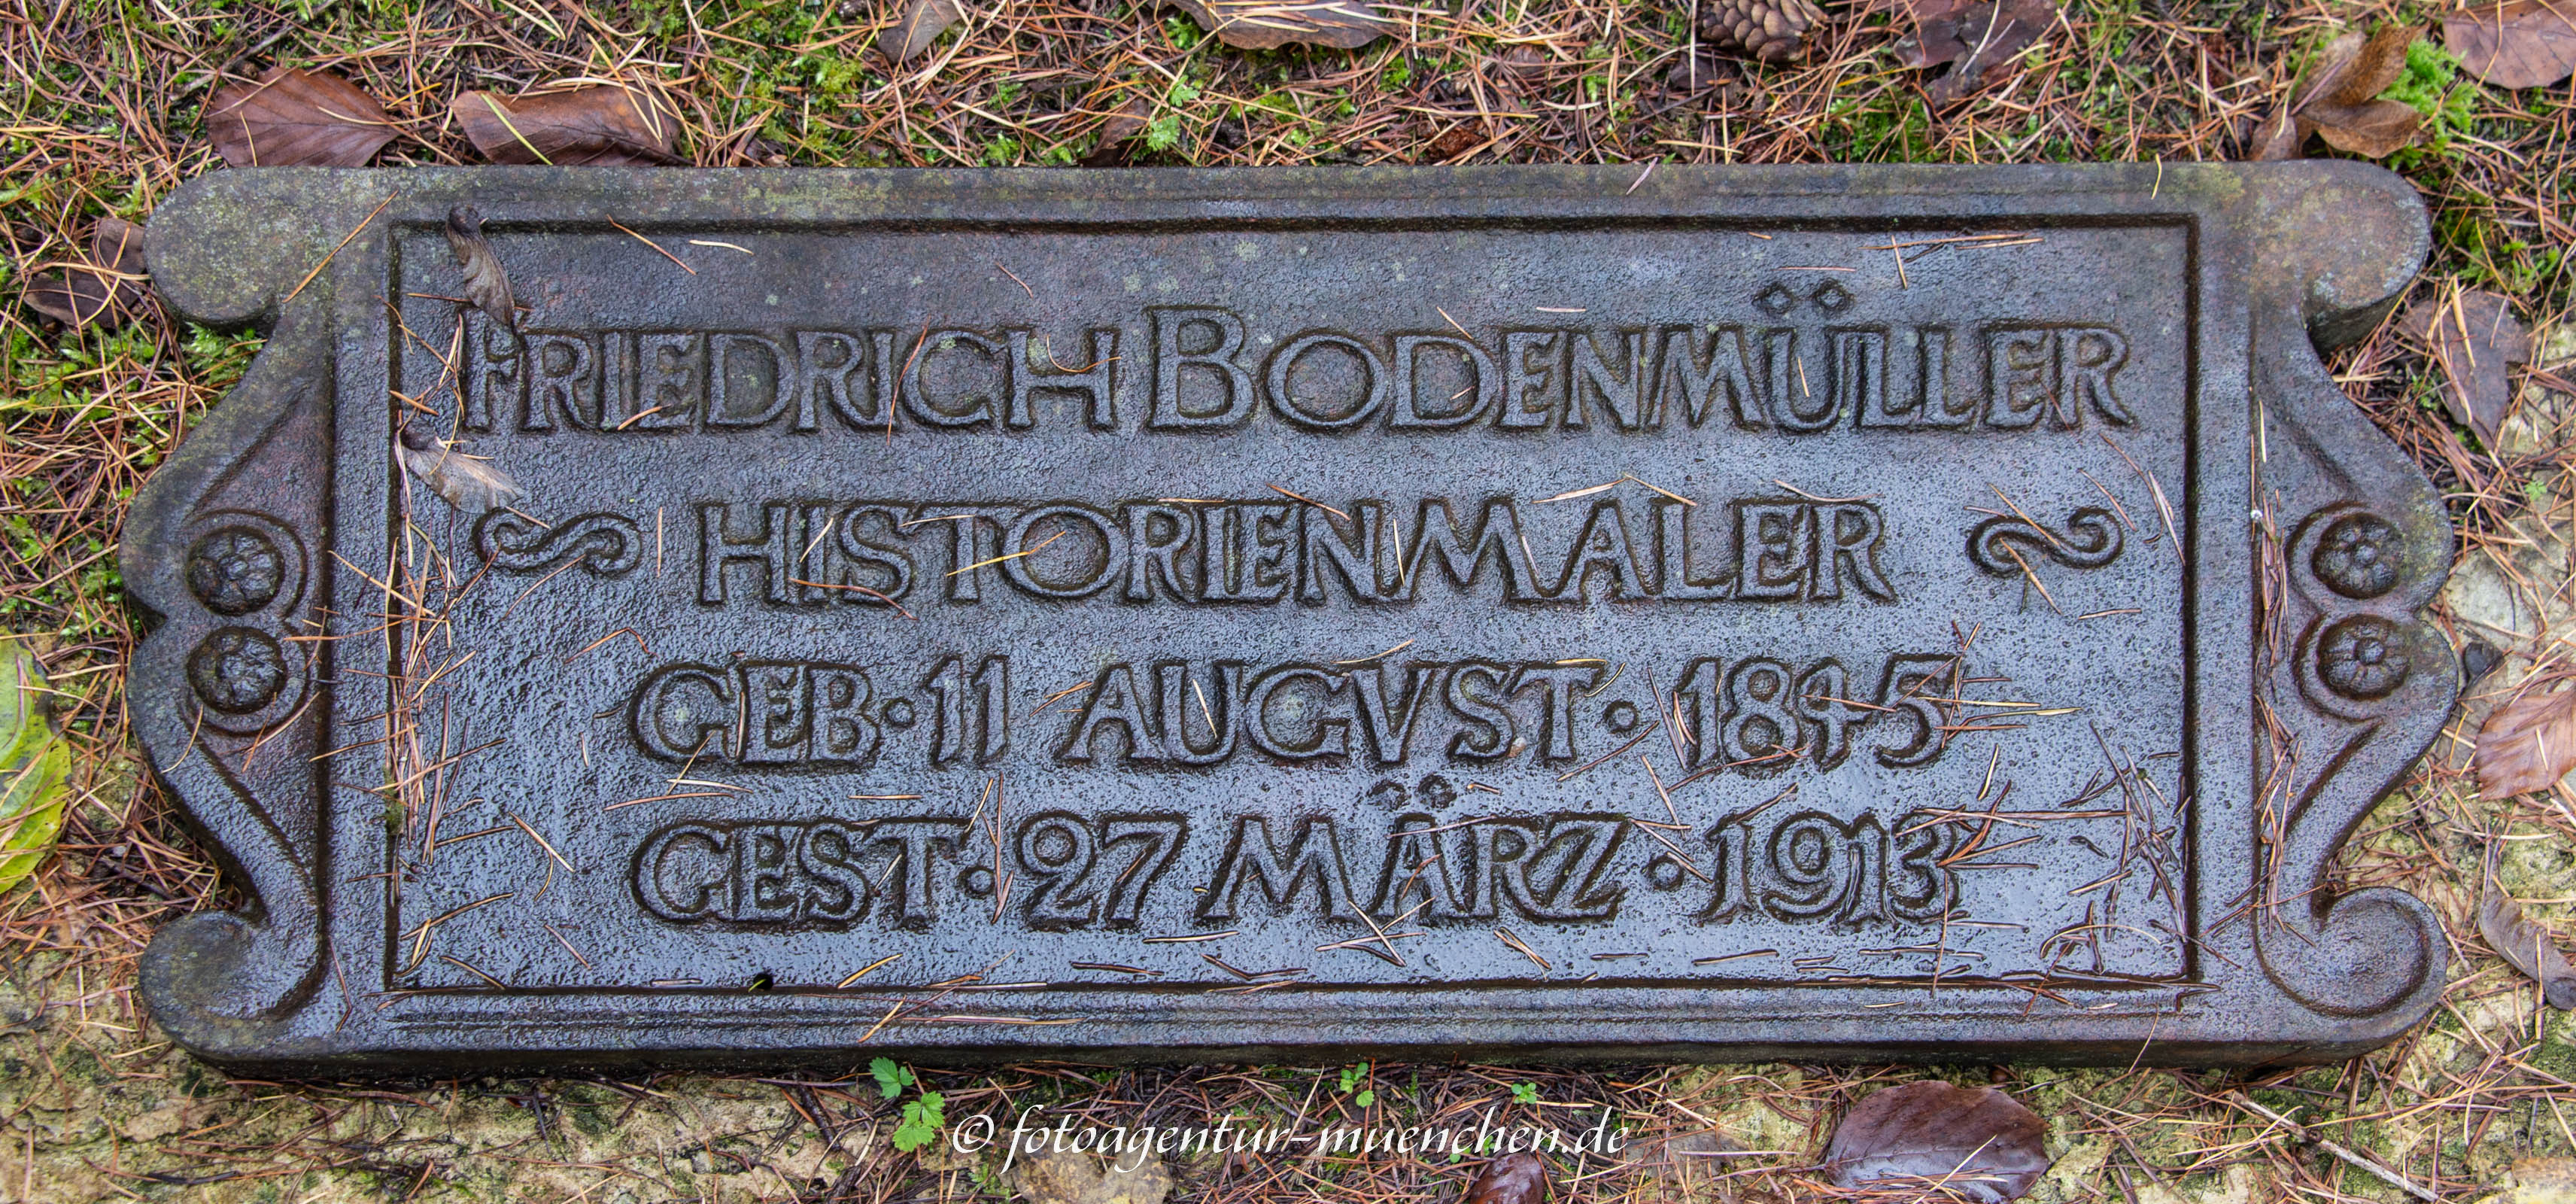 FRIEDRICH BODENMÜLLER
HISTORIENMALER
GEB·11 AUGVST·1845
GEST·27 MÄRZ·1913
© fotoagentur-muenchen.de